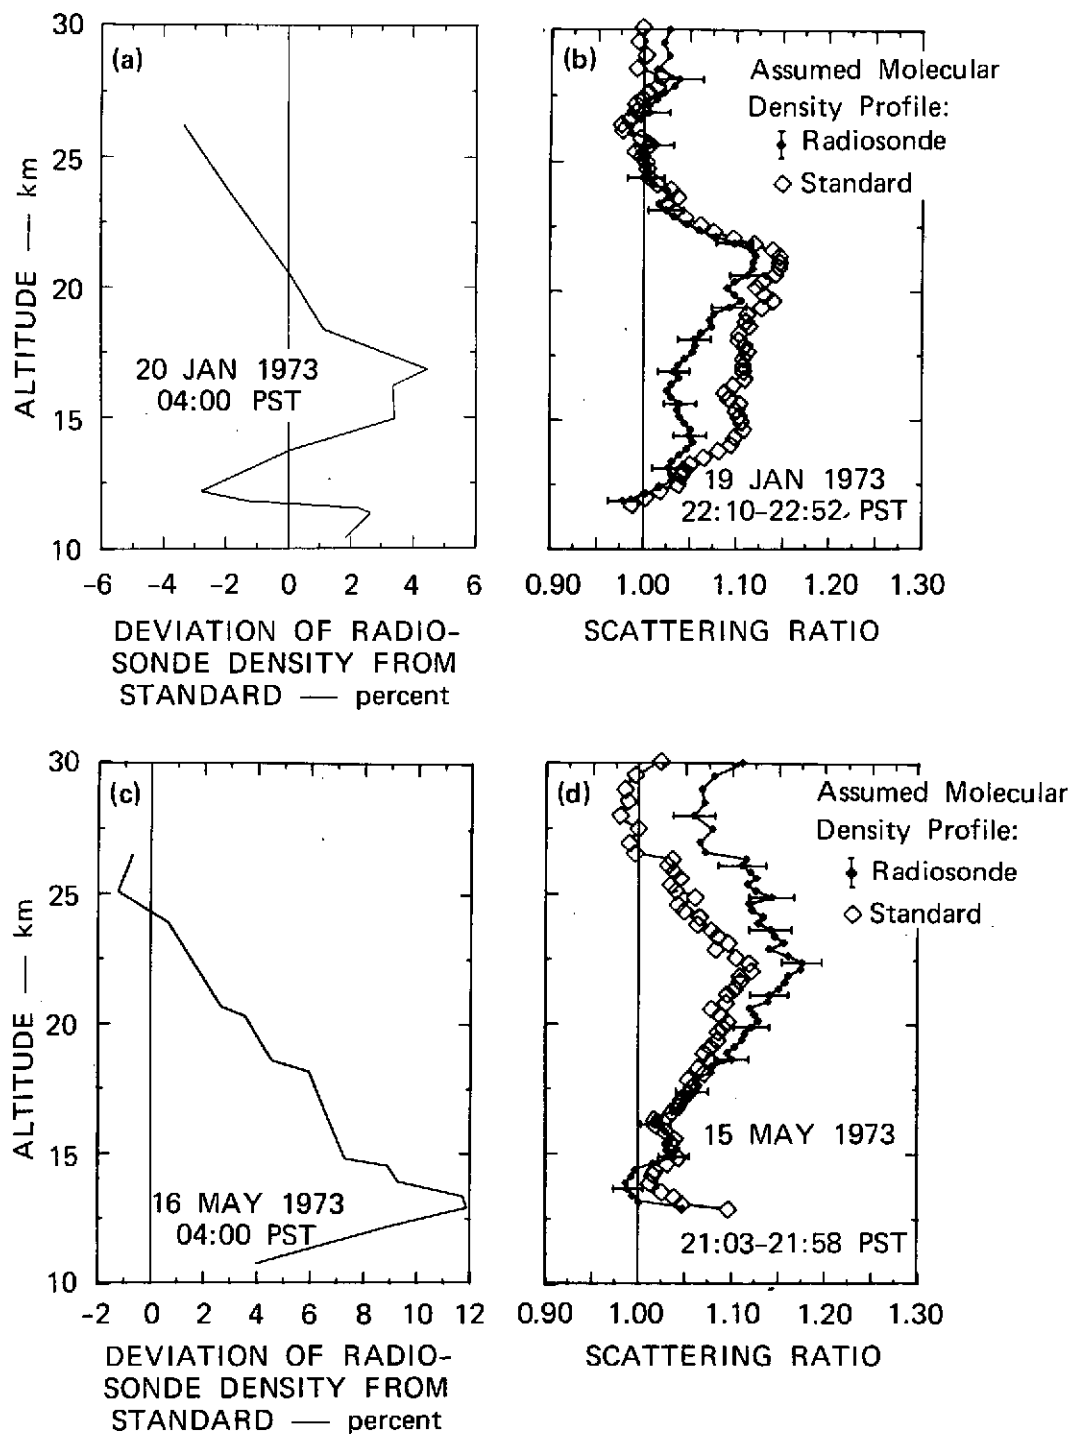 (a)
30
25
20
15
10
ALTITUDE — km
20 JAN 1973
04:00 PST
-6 -4 -2 0 2 4 6
DEVIATION OF RADIO-
SONDE DENSITY FROM
STANDARD — percent
(b)
Assumed Molecular
Density Profile:
Radiosonde
Standard
19 JAN 1973
22:10-22:52 PST
0.90 1.00 1.10 1.20 1.30
SCATTERING RATIO
(c)
30
25
20
15
10
ALTITUDE — km
16 MAY 1973
04:00 PST
-2 0 2 4 6 8 10 12
DEVIATION OF RADIO-
SONDE DENSITY FROM
STANDARD — percent
(d)
Assumed Molecular
Density Profile:
Radiosonde
Standard
15 MAY 1973
21:03-21:58 PST
0.90 1.00 1.10 1.20 1.30
SCATTERING RATIO